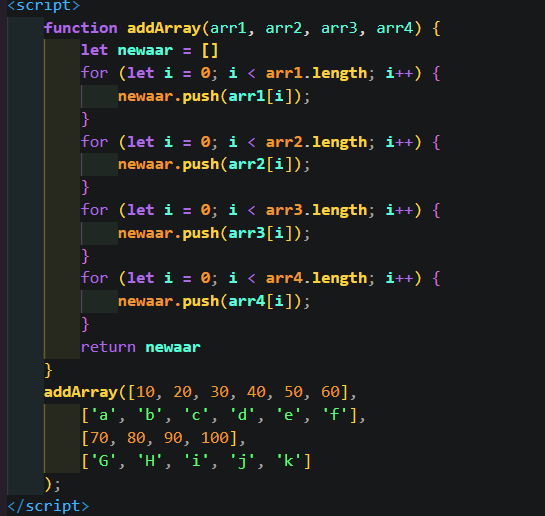 <script>
function addArray(arr1, arr2, arr3, arr4) {
let newaar = []
for (let i = 0; i < arr1.length; i++) {
newaar.push(arr1[i]);
}
for (let i = 0; i < arr2.length; i++) {
newaar.push(arr2[i]);
}
for (let i = 0; i < arr3.length; i++) {
newaar.push(arr3[i]);
}
for (let i = 0; i < arr4.length; i++) {
newaar.push(arr4[i]);
}
return newaar
}
addArray([10, 20, 30, 40, 50, 60],
['a', 'b', 'c', 'd', 'e', 'f'],
[70, 80, 90, 100],
['G', 'H', 'i', 'j', 'k']
);
</script>